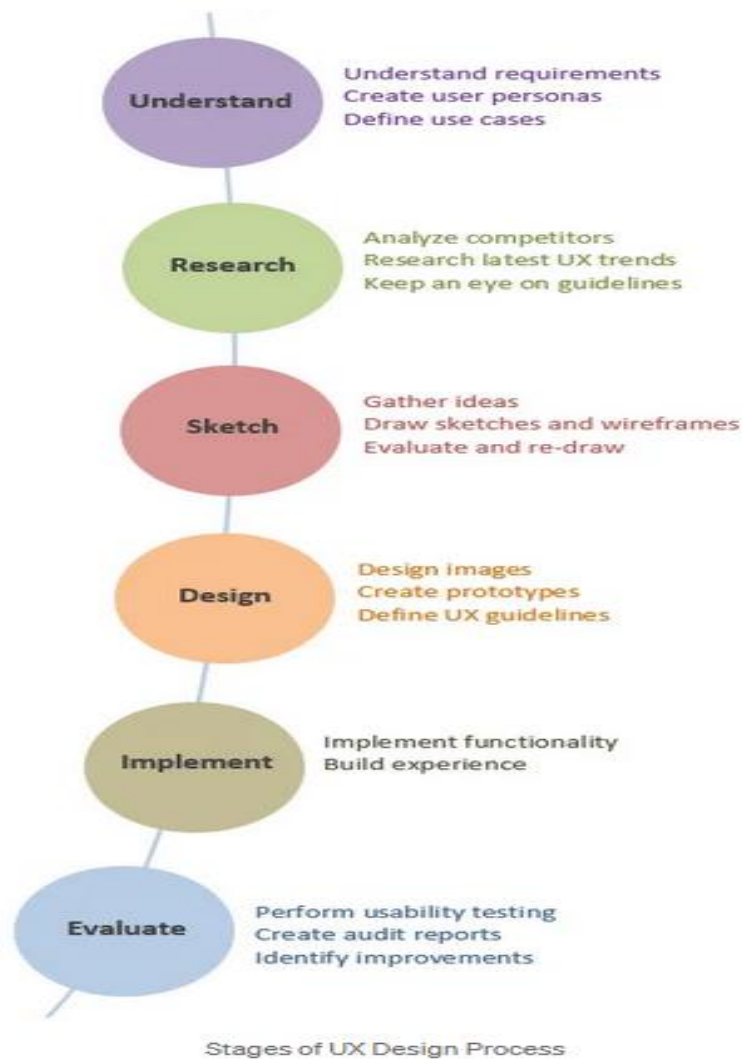 Understand
Understand requirements
Create user personas
Define use cases
Research
Analyze competitors
Research latest UX trends
Keep an eye on guidelines
Sketch
Gather ideas
Draw sketches and wireframes
Evaluate and re-draw
Design
Design images
Create prototypes
Define UX guidelines
Implement
Implement functionality
Build experience
Evaluate
Perform usability testing
Create audit reports
Identify improvements
Stages of UX Design Process